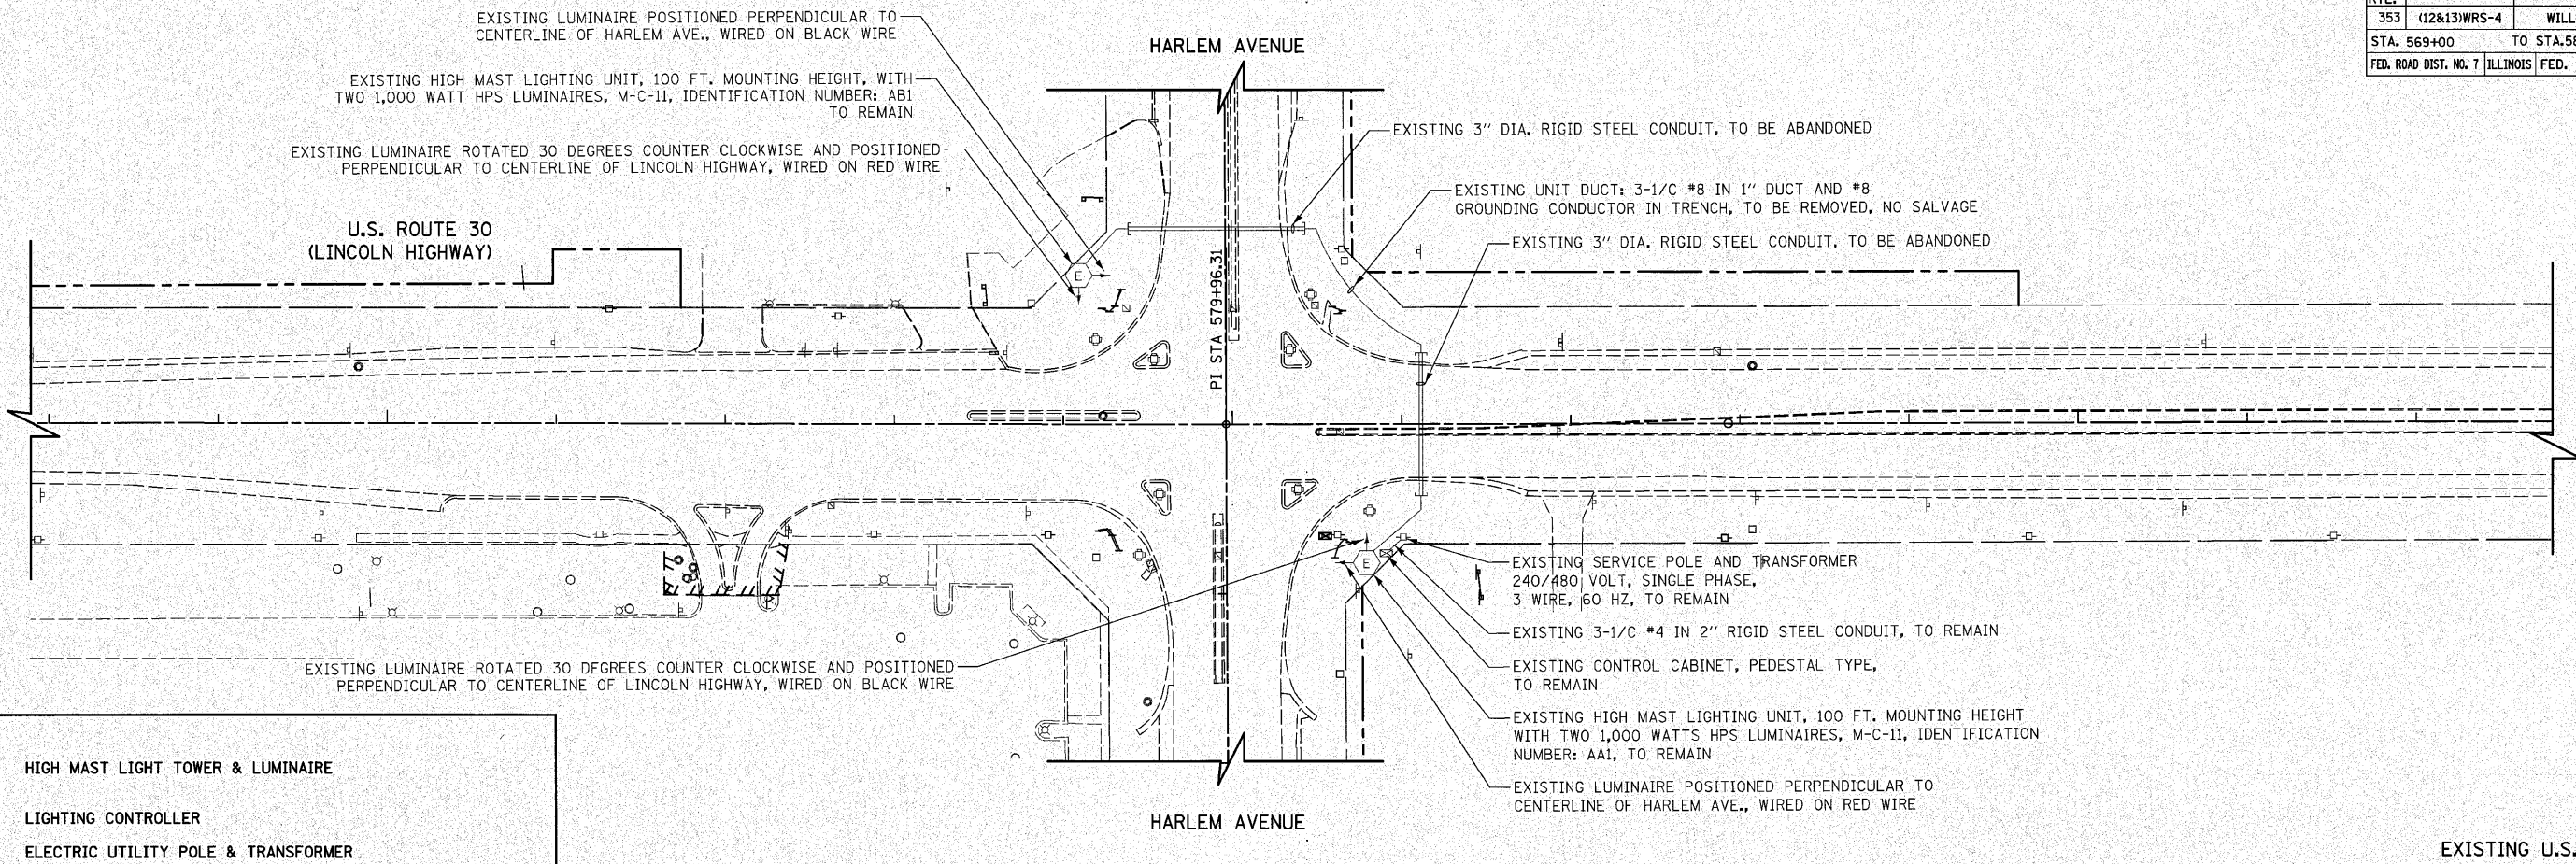 RTE.
353 (12&13)WRS-4 WILL
STA. 569+00 TO STA.58
FED. ROAD DIST. NO. 7 ILLINOIS FED.
EXISTING LUMINAIRE POSITIONED PERPENDICULAR TO
CENTERLINE OF HARLEM AVE., WIRED ON BLACK WIRE
EXISTING HIGH MAST LIGHTING UNIT, 100 FT. MOUNTING HEIGHT, WITH
TWO 1,000 WATT HPS LUMINAIRES, M-C-11, IDENTIFICATION NUMBER: AB1
TO REMAIN
EXISTING LUMINAIRE ROTATED 30 DEGREES COUNTER CLOCKWISE AND POSITIONED
PERPENDICULAR TO CENTERLINE OF LINCOLN HIGHWAY, WIRED ON RED WIRE
HARLEM AVENUE
EXISTING 3" DIA. RIGID STEEL CONDUIT, TO BE ABANDONED
EXISTING UNIT DUCT: 3-1/C #8 IN 1" DUCT AND #8
GROUNDING CONDUCTOR IN TRENCH, TO BE REMOVED, NO SALVAGE
EXISTING 3" DIA. RIGID STEEL CONDUIT, TO BE ABANDONED
U.S. ROUTE 30
(LINCOLN HIGHWAY)
E
PI STA 579+96.31
E
EXISTING SERVICE POLE AND TRANSFORMER
240/480 VOLT, SINGLE PHASE,
3 WIRE, 60 HZ, TO REMAIN
EXISTING 3-1/C #4 IN 2" RIGID STEEL CONDUIT, TO REMAIN
EXISTING CONTROL CABINET, PEDESTAL TYPE,
TO REMAIN
EXISTING HIGH MAST LIGHTING UNIT, 100 FT. MOUNTING HEIGHT
WITH TWO 1,000 WATTS HPS LUMINAIRES, M-C-11, IDENTIFICATION
NUMBER: AA1, TO REMAIN
EXISTING LUMINAIRE POSITIONED PERPENDICULAR TO
CENTERLINE OF HARLEM AVE., WIRED ON RED WIRE
EXISTING LUMINAIRE ROTATED 30 DEGREES COUNTER CLOCKWISE AND POSITIONED
PERPENDICULAR TO CENTERLINE OF LINCOLN HIGHWAY, WIRED ON BLACK WIRE
HARLEM AVENUE
HIGH MAST LIGHT TOWER & LUMINAIRE
LIGHTING CONTROLLER
ELECTRIC UTILITY POLE & TRANSFORMER
EXISTING U.S.